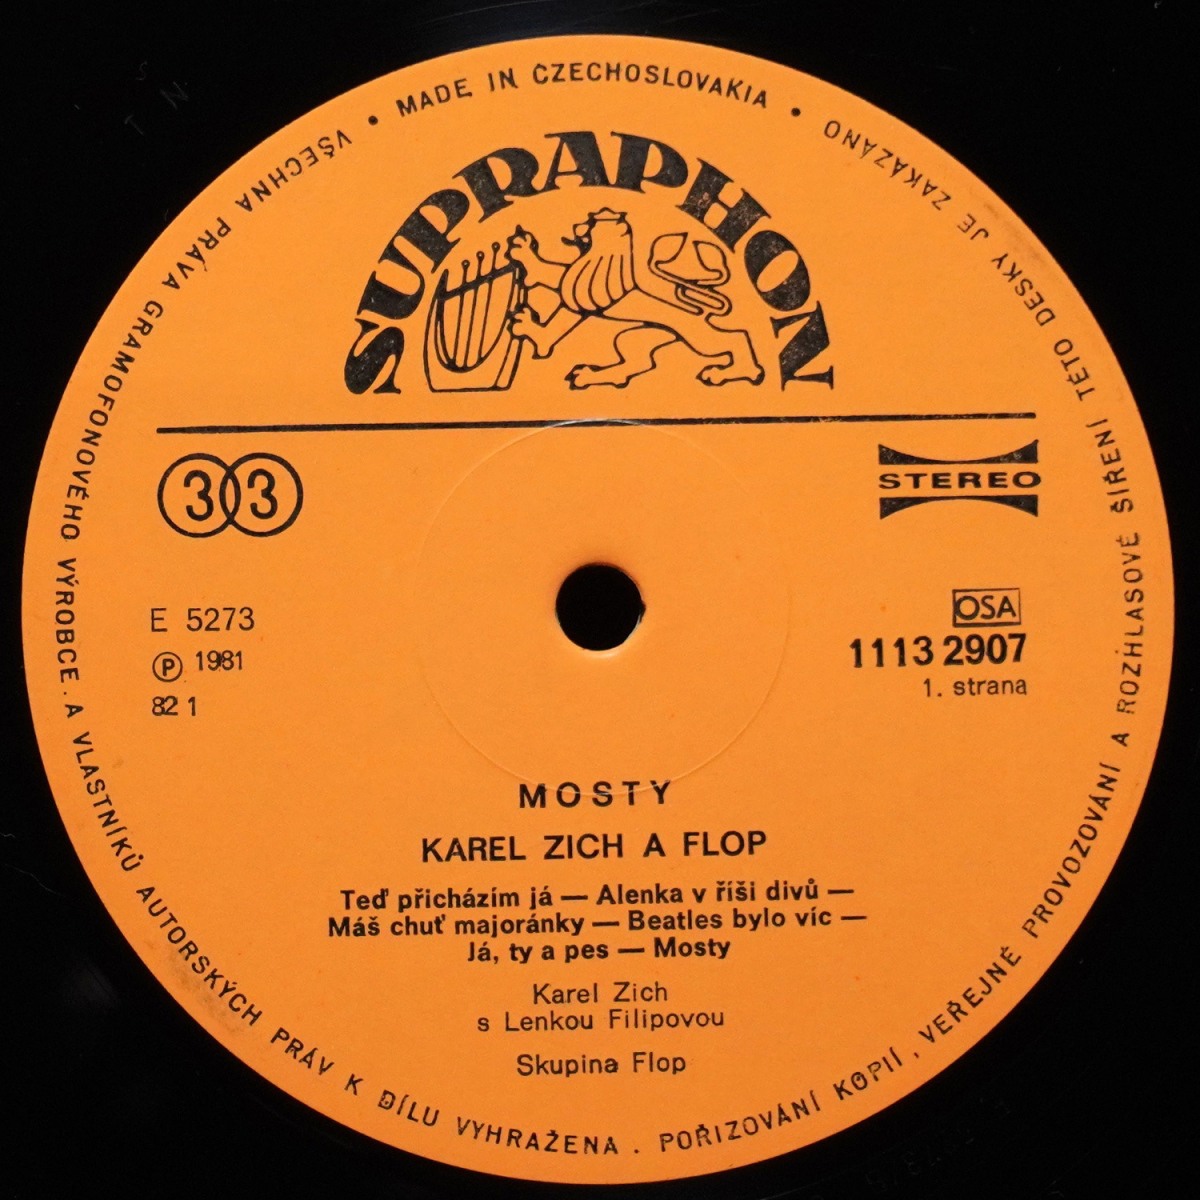 MADE IN CZECHOSLOVAKIA •
VŠECHNA PRÁVA GRAMOFONOVÉHO VÝROBCE . A VLASTNÍKŮ AUTORSKÝCH PRÁV K DÍLU VYHRAŽENA . POŘIZOVÁNÍ KOPIÍ, VEŘEJNÉ PROVOZOVÁNÍ A ROZHLASOVÉ ŠÍŘENÍ TÉTO DESKY JE ZAKÁZÁNO •
SUPRAPHON
33
STEREO
E 5273
Ⓟ 1981
82 1
OSA
1113 2907
1. strana
MOSTY
KAREL ZICH A FLOP
Teď přicházím já — Alenka v říši divů —
Máš chuť majoránky — Beatles bylo víc —
Já, ty a pes — Mosty
Karel Zich
s Lenkou Filipovou
Skupina Flop